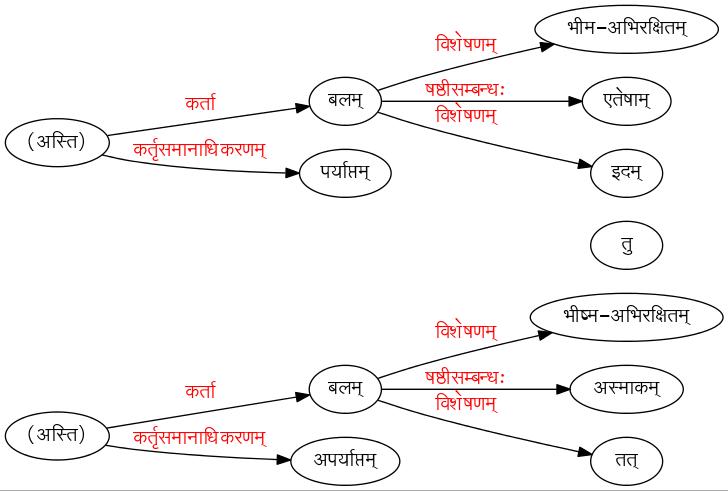 भीम-अभिरक्षितम्
विशेषणम्
कर्ता
बलम्
षष्ठीसम्बन्धः
एतेषाम्
विशेषणम्
(अस्ति)
कर्तृसमानाधिकरणम्
पर्याप्तम्
इदम्
तु
भीष्म-अभिरक्षितम्
विशेषणम्
कर्ता
बलम्
षष्ठीसम्बन्धः
अस्माकम्
विशेषणम्
(अस्ति)
कर्तृसमानाधिकरणम्
अपर्याप्तम्
तत्